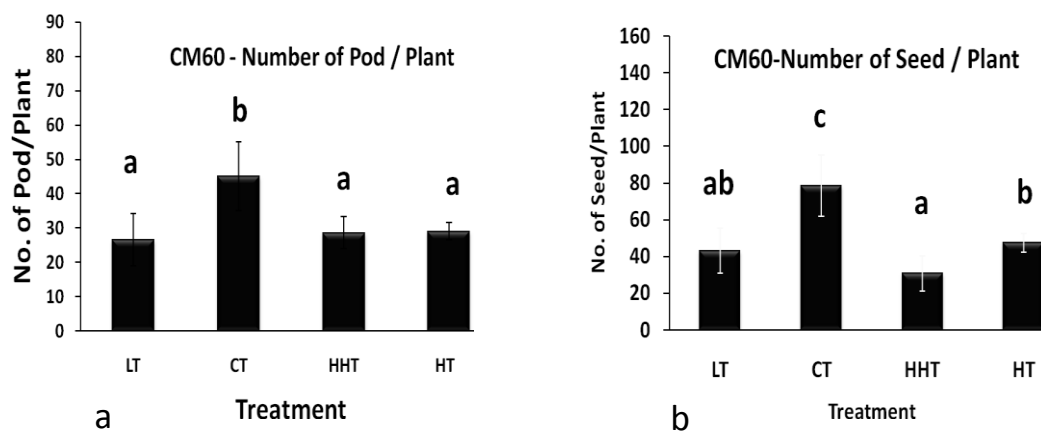 CM60 - Number of Pod / Plant
No. of Pod/Plant
90
80
70
60
50
40
30
20
10
0
a
b
a
a
LT CT HHT HT
Treatment
a
CM60-Number of Seed / Plant
No. of Seed/Plant
160
140
120
100
80
60
40
20
0
ab
c
a
b
LT CT HHT HT
Treatment
b